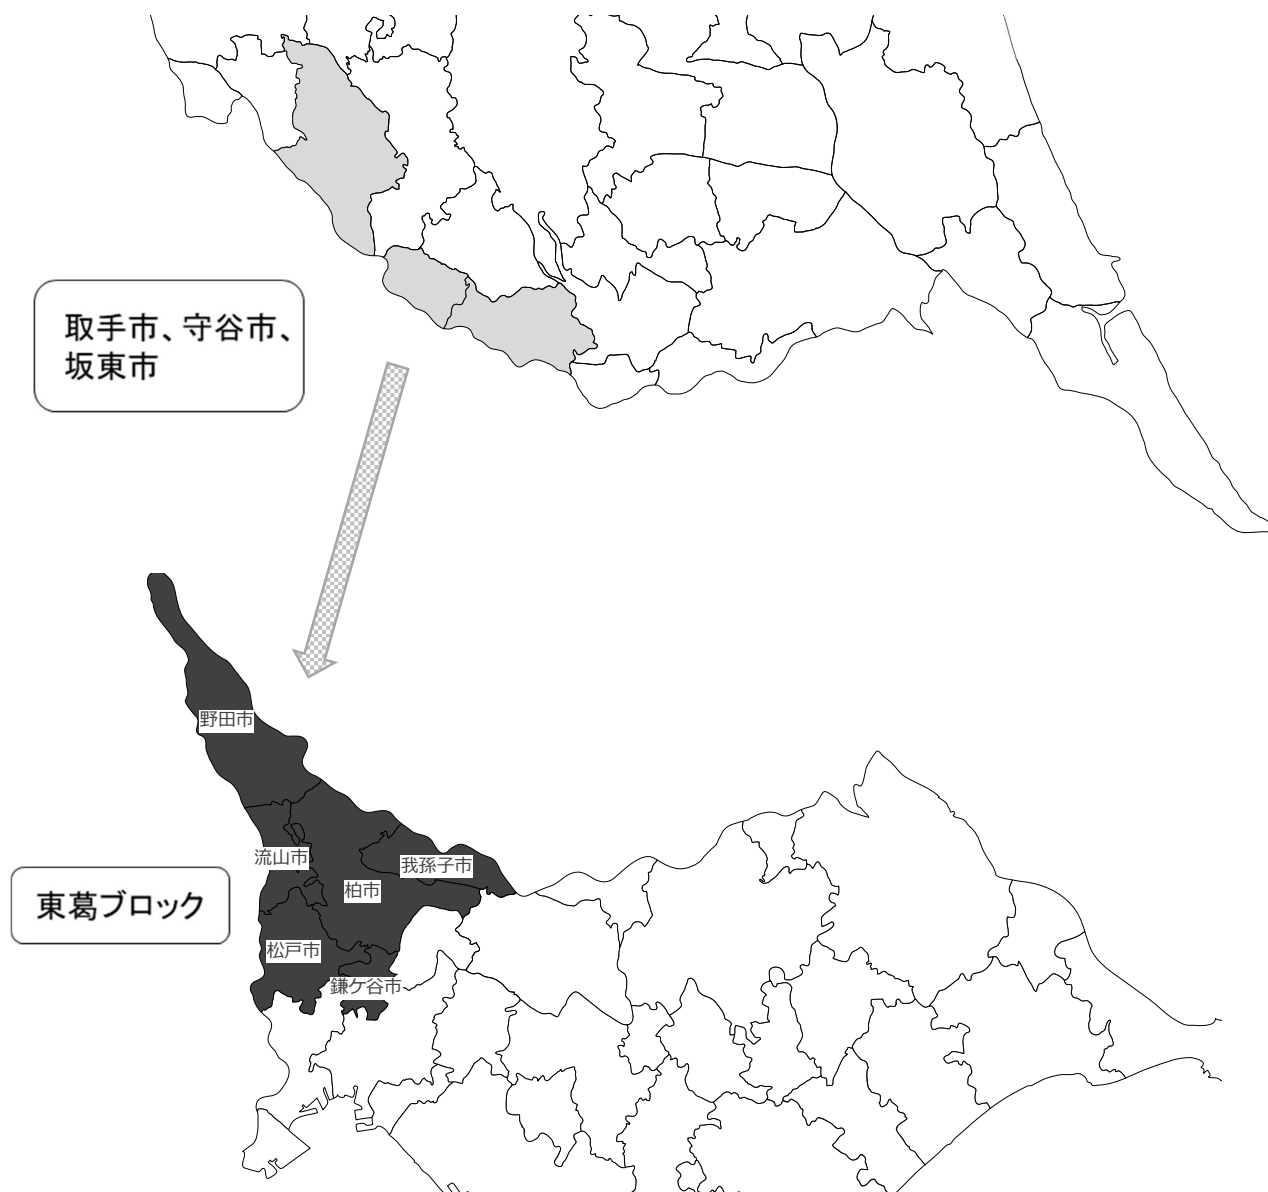 取手市、守谷市、
坂東市
野田市
流山市
我孫子市
柏市
東葛ブロック
松戸市
鎌ケ谷市